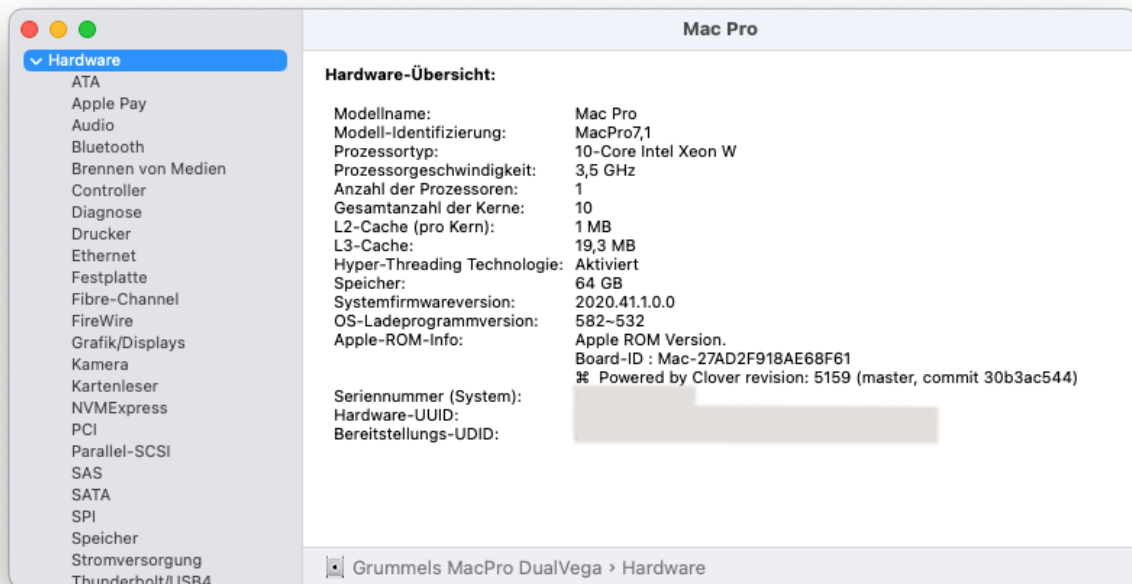 Mac Pro
Hardware
ATA
Apple Pay
Audio
Bluetooth
Brennen von Medien
Controller
Diagnose
Drucker
Ethernet
Festplatte
Fibre-Channel
FireWire
Grafik/Displays
Kamera
Kartenleser
NVMExpress
PCI
Parallel-SCSI
SAS
SATA
SPI
Speicher
Stromversorgung
Thunderbolt/USB4
Hardware-Übersicht:
Modellname: Mac Pro
Modell-Identifizierung: MacPro7,1
Prozessortyp: 10-Core Intel Xeon W
Prozessorgeschwindigkeit: 3,5 GHz
Anzahl der Prozessoren: 1
Gesamtanzahl der Kerne: 10
L2-Cache (pro Kern): 1 MB
L3-Cache: 19,3 MB
Hyper-Threading Technologie: Aktiviert
Speicher: 64 GB
Systemfirmwareversion: 2020.41.1.0.0
OS-Ladeprogrammversion: 582~532
Apple-ROM-Info: Apple ROM Version.
Board-ID : Mac-27AD2F918AE68F61
⌘ Powered by Clover revision: 5159 (master, commit 30b3ac544)
Seriennummer (System):
Hardware-UUID:
Bereitstellungs-UDID:
Grummels MacPro DualVega › Hardware